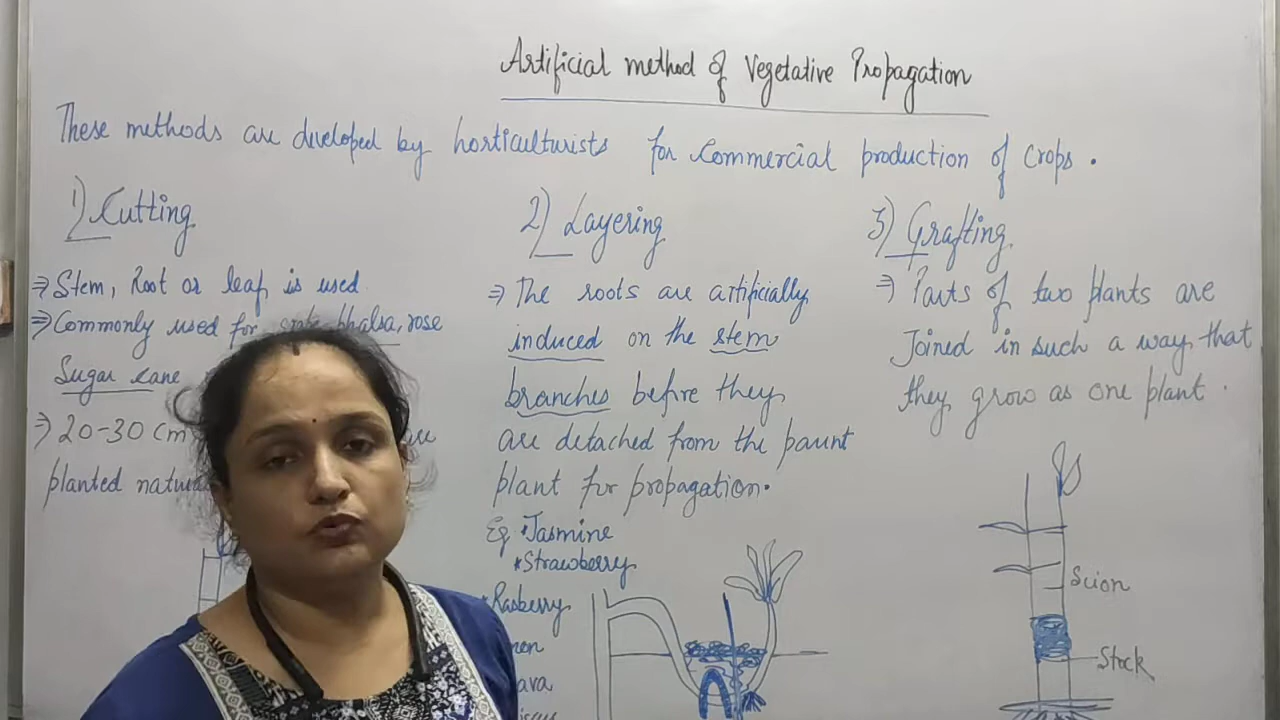 Artificial method of Vegetative Propagation
These methods are developed by horticulturists for Commercial production of Crops.
1) Cutting
⇒ Stem, Root or leaf is used
⇒ Commonly used for bhalsa, rose
Sugar cane
⇒ 20-30 cm
planted
2) Layering
⇒ The roots are artificially
induced on the stem
branches before they
are detached from the parent
plant for propagation.
Eg *Jasmine
*Strawberry
*Rasberry
3) Grafting
⇒ Parts of two plants are
Joined in such a way that
they grow as one plant.
Scion
Stock